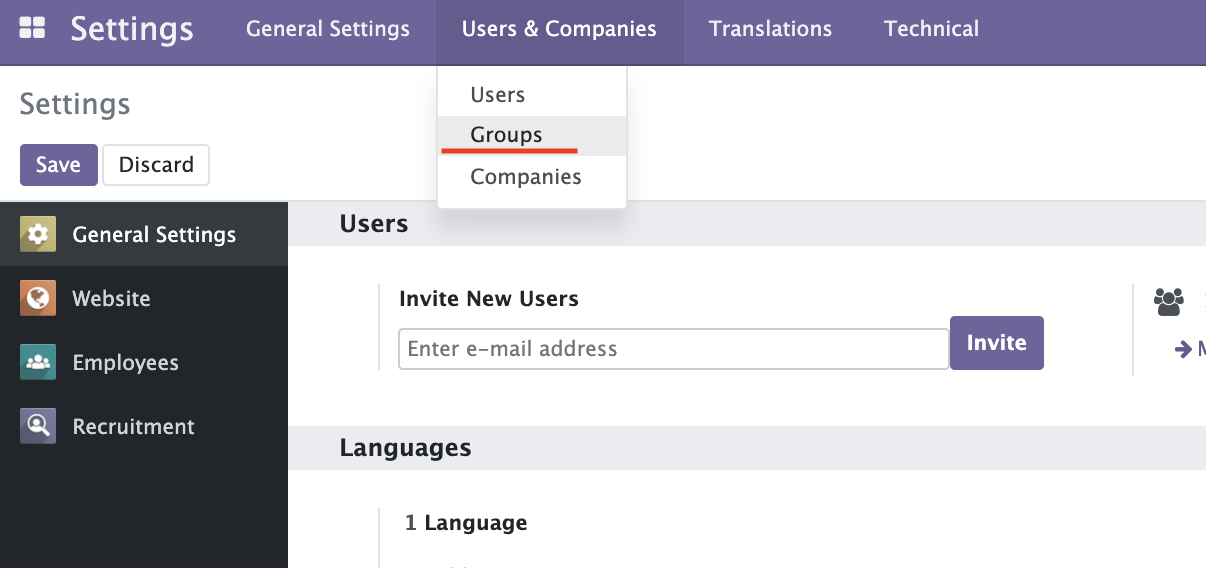 Settings
General Settings
Users & Companies
Translations
Technical
Users
Groups
Companies
Settings
Save
Discard
General Settings
Website
Employees
Recruitment
Users
Invite New Users
Enter e-mail address
Invite
Languages
1 Language